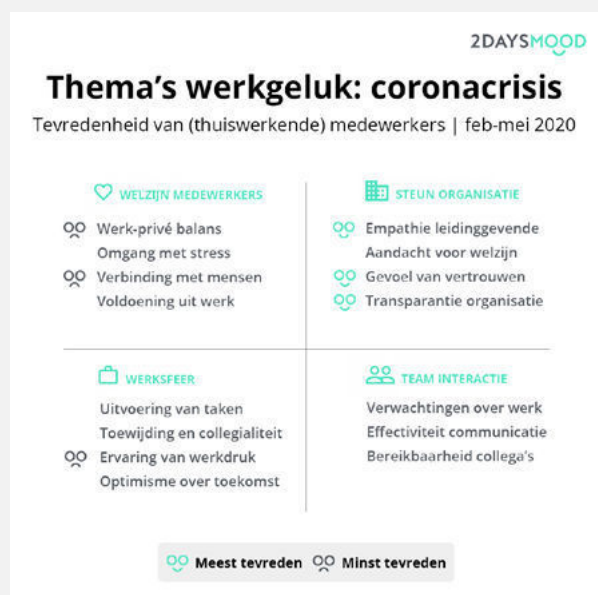 2DAYSMOOD
Thema's werkgeluk: coronacrisis
Tevredenheid van (thuiswerkende) medewerkers | feb-mei 2020
WELZIJN MEDEWERKERS
Werk-privé balans
Omgang met stress
Verbinding met mensen
Voldoening uit werk
STEUN ORGANISATIE
Empathie leidinggevende
Aandacht voor welzijn
Gevoel van vertrouwen
Transparantie organisatie
WERKSFEER
Uitvoering van taken
Toewijding en collegialiteit
Ervaring van werkdruk
Optimisme over toekomst
TEAM INTERACTIE
Verwachtingen over werk
Effectiviteit communicatie
Bereikbaarheid collega's
Meest tevreden Minst tevreden